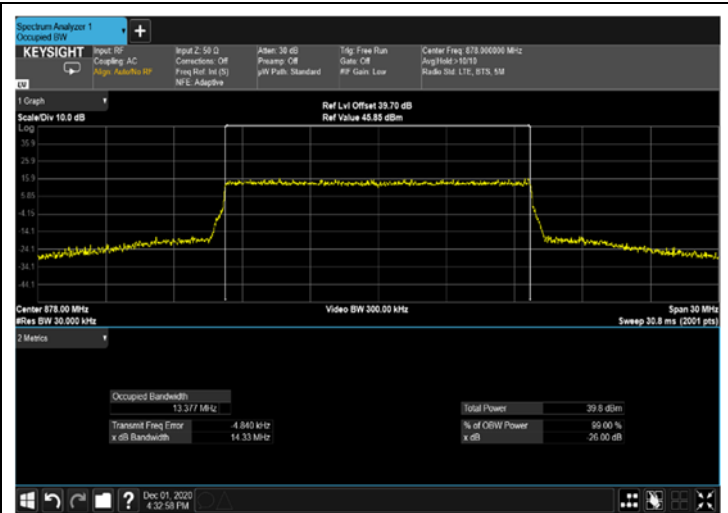 Spectrum Analyzer 1
Occupied BW
+
KEYSIGHT
Input: RF
Coupling: AC
Align: Auto/No RF
Input Z: 50 Ω
Corrections: Off
Freq Ref: Int (S)
NFE: Adaptive
Atten: 30 dB
Preamp: Off
µW Path: Standard
Trig: Free Run
Gate: Off
#IF Gain: Low
Center Freq: 878.000000 MHz
Avg|Hold:>10/10
Radio Std: LTE, BTS, 5M
1 Graph
Scale/Div 10.0 dB
Ref Lvl Offset 39.70 dB
Ref Value 45.85 dBm
Log
35.9
25.9
15.9
5.85
-4.15
-14.1
-24.1
-34.1
-44.1
Center 878.00 MHz
#Res BW 30.000 kHz
Video BW 300.00 kHz
Span 30 MHz
Sweep 30.8 ms (2001 pts)
2 Metrics
Occupied Bandwidth
13.377 MHz
Transmit Freq Error -4.840 kHz
x dB Bandwidth 14.33 MHz
Total Power 39.8 dBm
% of OBW Power 99.00 %
x dB -26.00 dB
?
Dec 01, 2020
4:32:58 PM